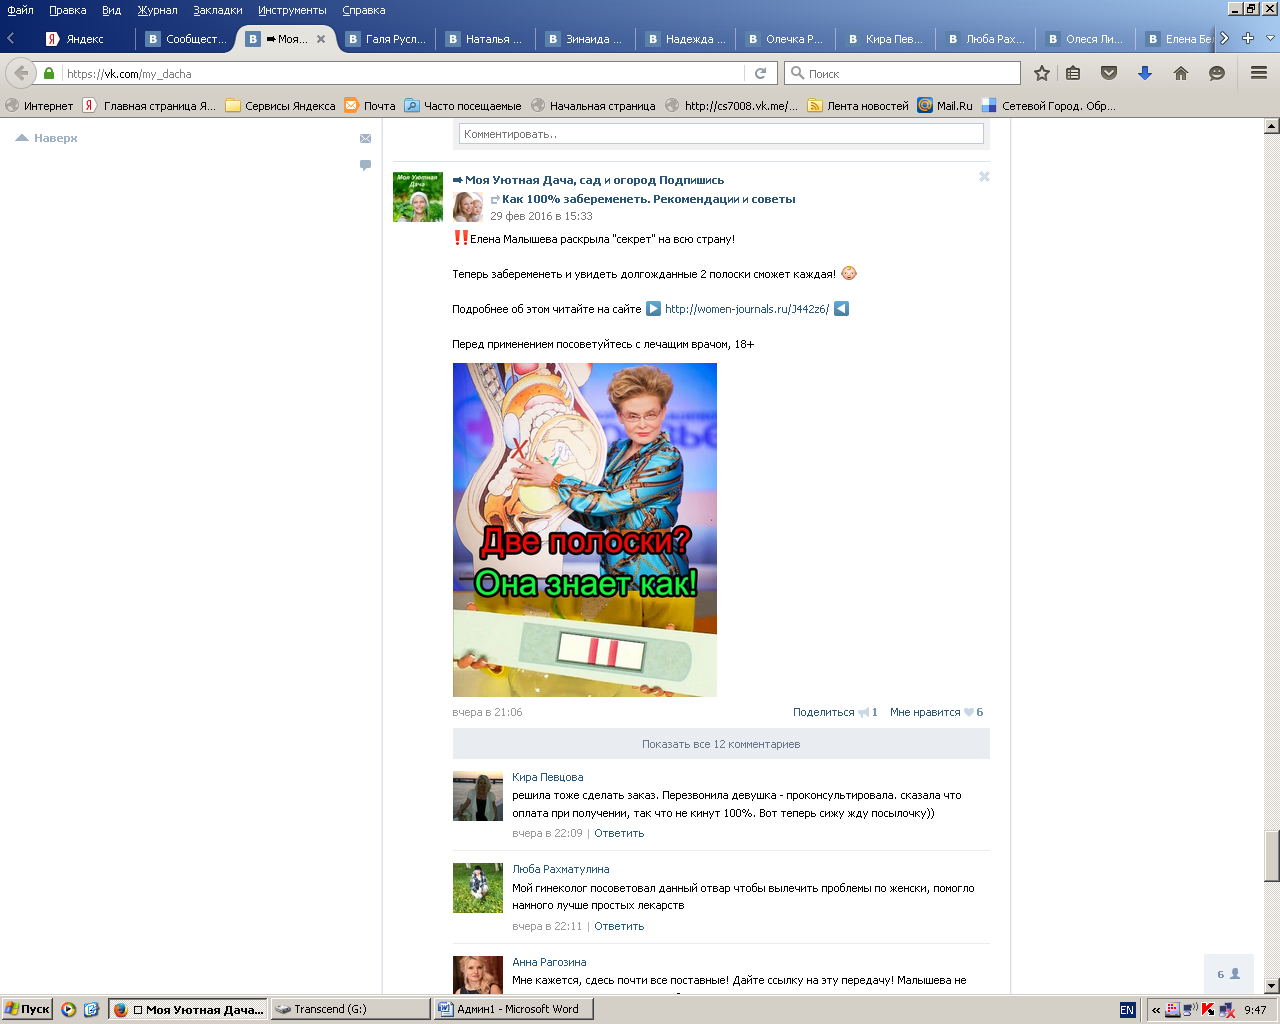 Файл Правка Вид Журнал Закладки Инструменты Справка
Яндекс
Сообщест...
➡ Моя...
Галя Русл...
Наталья ...
Зинаида ...
Надежда ...
Олечка Р...
Кира Пев...
Люба Рах...
Олеся Ли...
Елена Бел
https://vk.com/my_dacha
Поиск
Интернет
Главная страница Я...
Сервисы Яндекса
Почта
Часто посещаемые
Начальная страница
http://cs7008.vk.me/...
Лента новостей
Mail.Ru
Сетевой Город. Обр...
Наверх
Комментировать..
Моя Уютная Дача
➡ Моя Уютная Дача, сад и огород Подпишись
Как 100% забеременеть. Рекомендации и советы
29 фев 2016 в 15:33
‼Елена Малышева раскрыла "секрет" на всю страну!
Теперь забеременеть и увидеть долгожданные 2 полоски сможет каждая! 👶
Подробнее об этом читайте на сайте ▶ http://women-journals.ru/J442z6/ ◀
Перед применением посоветуйтесь с лечащим врачом, 18+
Две полоски?
Она знает как!
вчера в 21:06
Поделиться 1 Мне нравится 6
Показать все 12 комментариев
Кира Певцова
решила тоже сделать заказ. Перезвонила девушка - проконсультировала. сказала что
оплата при получении, так что не кинут 100%. Вот теперь сижу жду посылочку))
вчера в 22:09 | Ответить
Люба Рахматулина
Мой гинеколог посоветовал данный отвар чтобы вылечить проблемы по женски, помогло
намного лучше простых лекарств
вчера в 22:11 | Ответить
Анна Рагозина
Мне кажется, сдесь почти все поставные! Дайте ссылку на эту передачу! Малышева не
6
Пуск
Моя Уютная Дача...
Transcend (G:)
Админ1 - Microsoft Word
EN
«
9:47